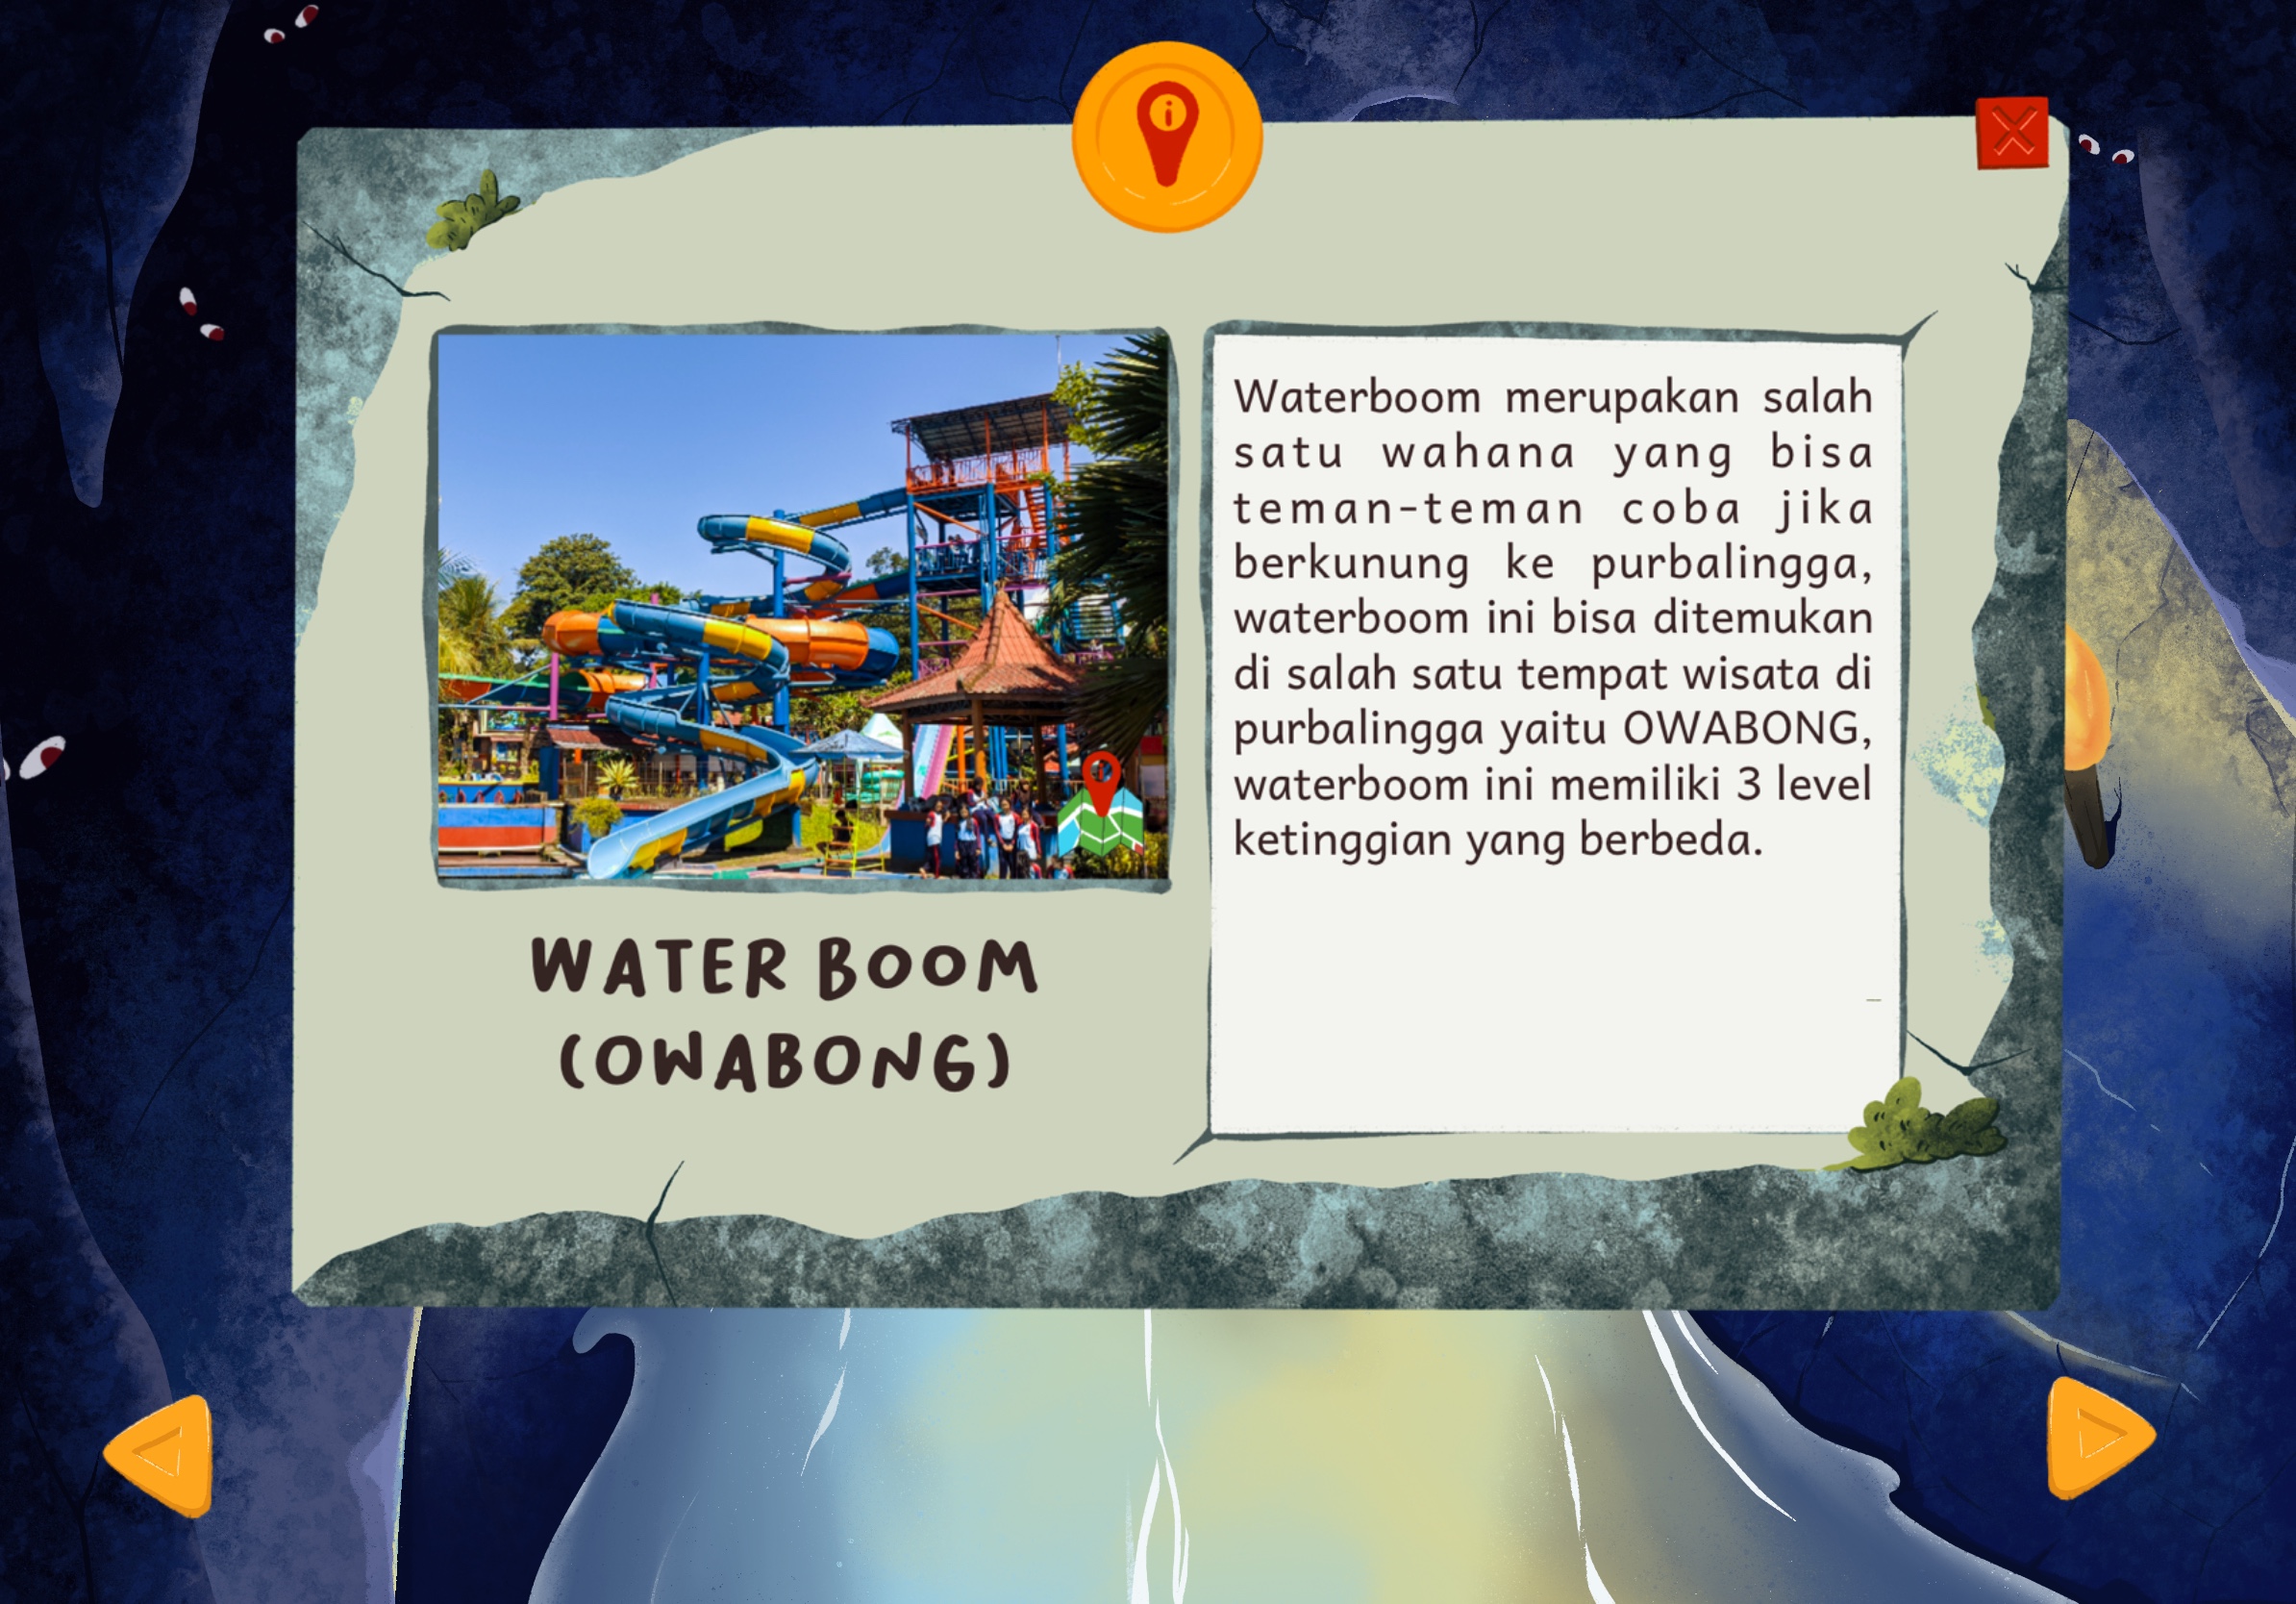 WATER BOOM
(OWABONG)
Waterboom merupakan salah
satu wahana yang bisa
teman-teman coba jika
berkunung ke purbalingga,
waterboom ini bisa ditemukan
di salah satu tempat wisata di
purbalingga yaitu OWABONG,
waterboom ini memiliki 3 level
ketinggian yang berbeda.